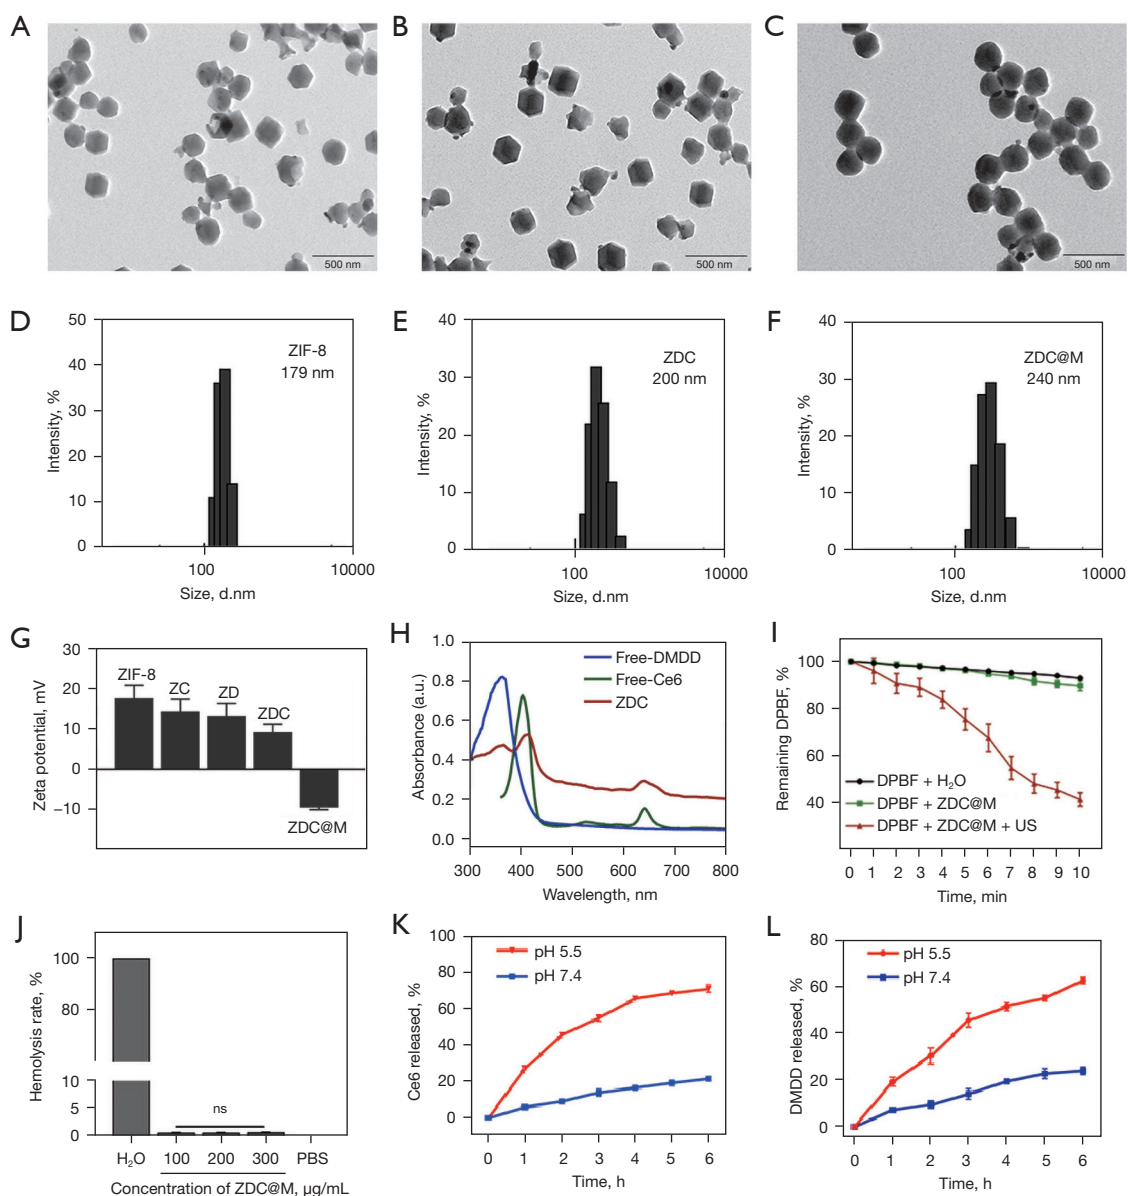 A
B
C
500 nm
500 nm
500 nm
D
50
40
30
20
10
0
Intensity, %
ZIF-8
179 nm
100
10000
Size, d.nm
E
40
30
20
10
0
Intensity, %
ZDC
200 nm
100
10000
Size, d.nm
F
40
30
20
10
0
Intensity, %
ZDC@M
240 nm
100
10000
Size, d.nm
G
30
20
10
0
−10
Zeta potential, mV
ZIF-8
ZC
ZD
ZDC
ZDC@M
H
1.0
0.8
0.6
0.4
0.2
0.0
Absorbance (a.u.)
Free-DMDD
Free-Ce6
ZDC
300 400 500 600 700 800
Wavelength, nm
I
100
80
60
40
Remaining DPBF, %
DPBF + H₂O
DPBF + ZDC@M
DPBF + ZDC@M + US
0 1 2 3 4 5 6 7 8 9 10
Time, min
J
100
80
10
5
0
Hemolysis rate, %
ns
H₂O 100 200 300 PBS
Concentration of ZDC@M, µg/mL
K
100
80
60
40
20
0
Ce6 released, %
pH 5.5
pH 7.4
0 1 2 3 4 5 6
Time, h
L
80
60
40
20
0
DMDD released, %
pH 5.5
pH 7.4
0 1 2 3 4 5 6
Time, h